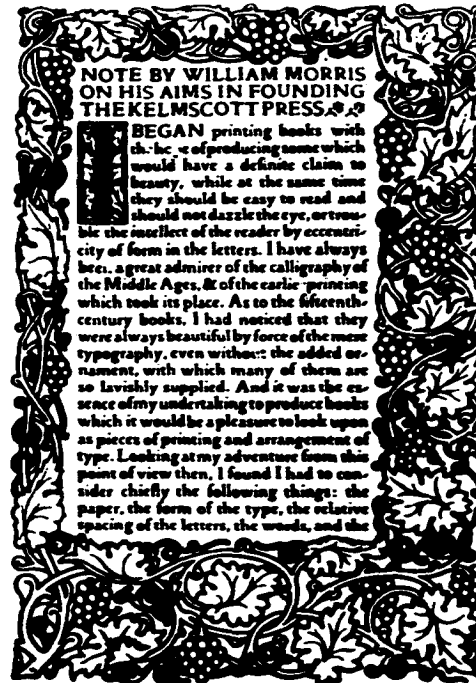 NOTE BY WILLIAM MORRIS
ON HIS AIMS IN FOUNDING
THE KELMSCOTT PRESS
I BEGAN printing books with
the hope of producing some which
would have a definite claim to
beauty, while at the same time
they should be easy to read and
should not dazzle the eye, or trou-
ble the intellect of the reader by eccentri-
city of form in the letters. I have always
been a great admirer of the calligraphy of
the Middle Ages, & of the earlier printing
which took its place. As to the fifteenth-
century books, I had noticed that they
were always beautiful by force of the mere
typography, even without the added or-
nament, with which many of them are
so lavishly supplied. And it was the es-
sence of my undertaking to produce books
which it would be a pleasure to look upon
as pieces of printing and arrangement of
type. Looking at my adventure from this
point of view then, I found I had to con-
sider chiefly the following things: the
paper, the form of the type, the relative
spacing of the letters, the words, and the